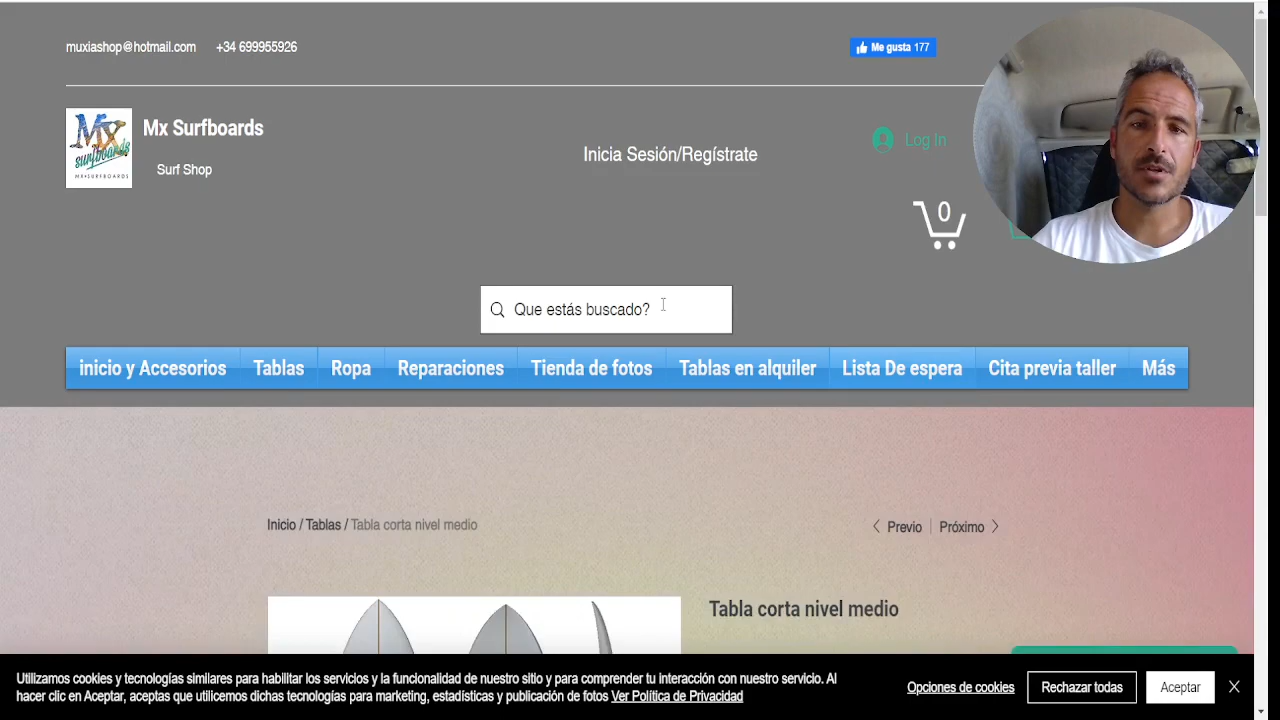 muxiashop@hotmail.com +34 699955926
Me gusta 177
Mx
surfboards
MX·SURFBOARDS
Mx Surfboards
Surf Shop
Inicia Sesión/Regístrate
Log In
0
Que estás buscado?
inicio y Accesorios Tablas Ropa Reparaciones Tienda de fotos Tablas en alquiler Lista De espera Cita previa taller Más
Inicio / Tablas / Tabla corta nivel medio
Previo Próximo
Tabla corta nivel medio
Utilizamos cookies y tecnologías similares para habilitar los servicios y la funcionalidad de nuestro sitio y para comprender tu interacción con nuestro servicio. Al
hacer clic en Aceptar, aceptas que utilicemos dichas tecnologías para marketing, estadísticas y publicación de fotos Ver Política de Privacidad
Opciones de cookies Rechazar todas Aceptar